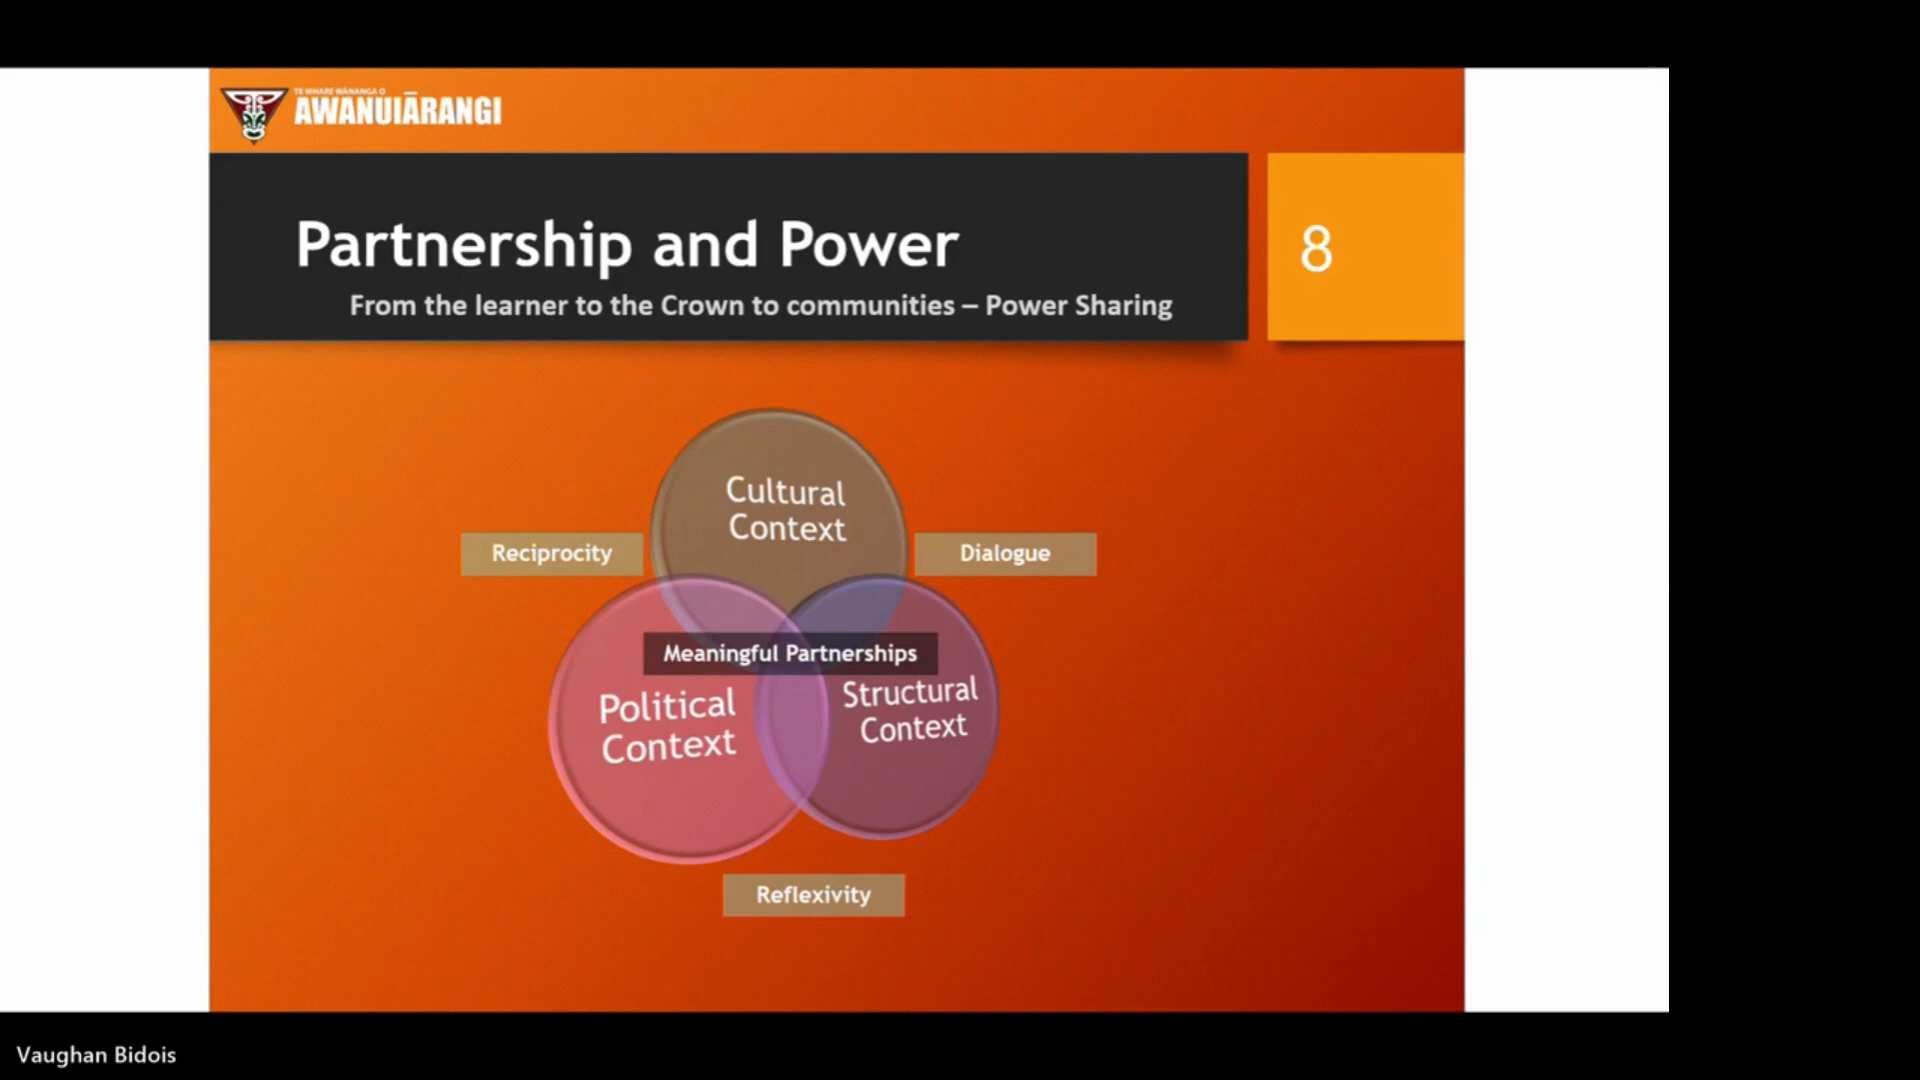 TE WHARE WĀNANGA O
AWANUIĀRANGI
Partnership and Power
8
From the learner to the Crown to communities – Power Sharing
Cultural
Context
Reciprocity
Dialogue
Meaningful Partnerships
Political
Context
Structural
Context
Reflexivity
Vaughan Bidois